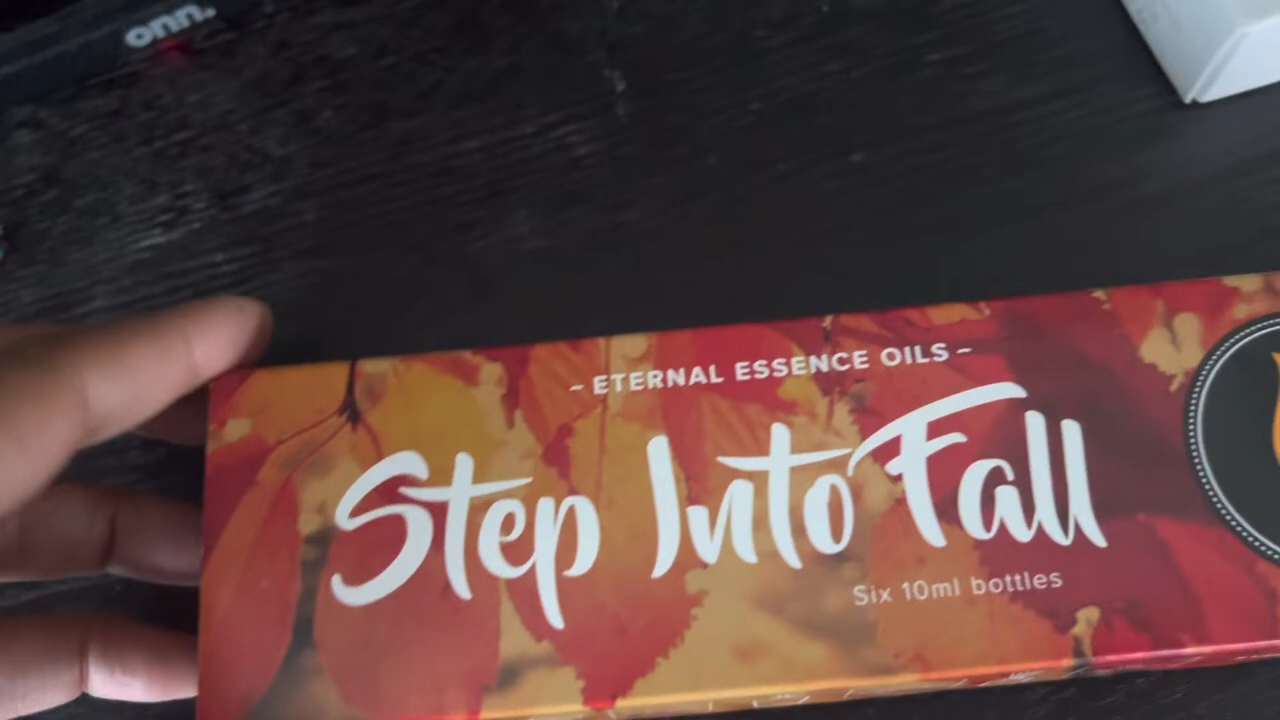 onn.
- ETERNAL ESSENCE OILS -
Step Into Fall
Six 10ml bottles